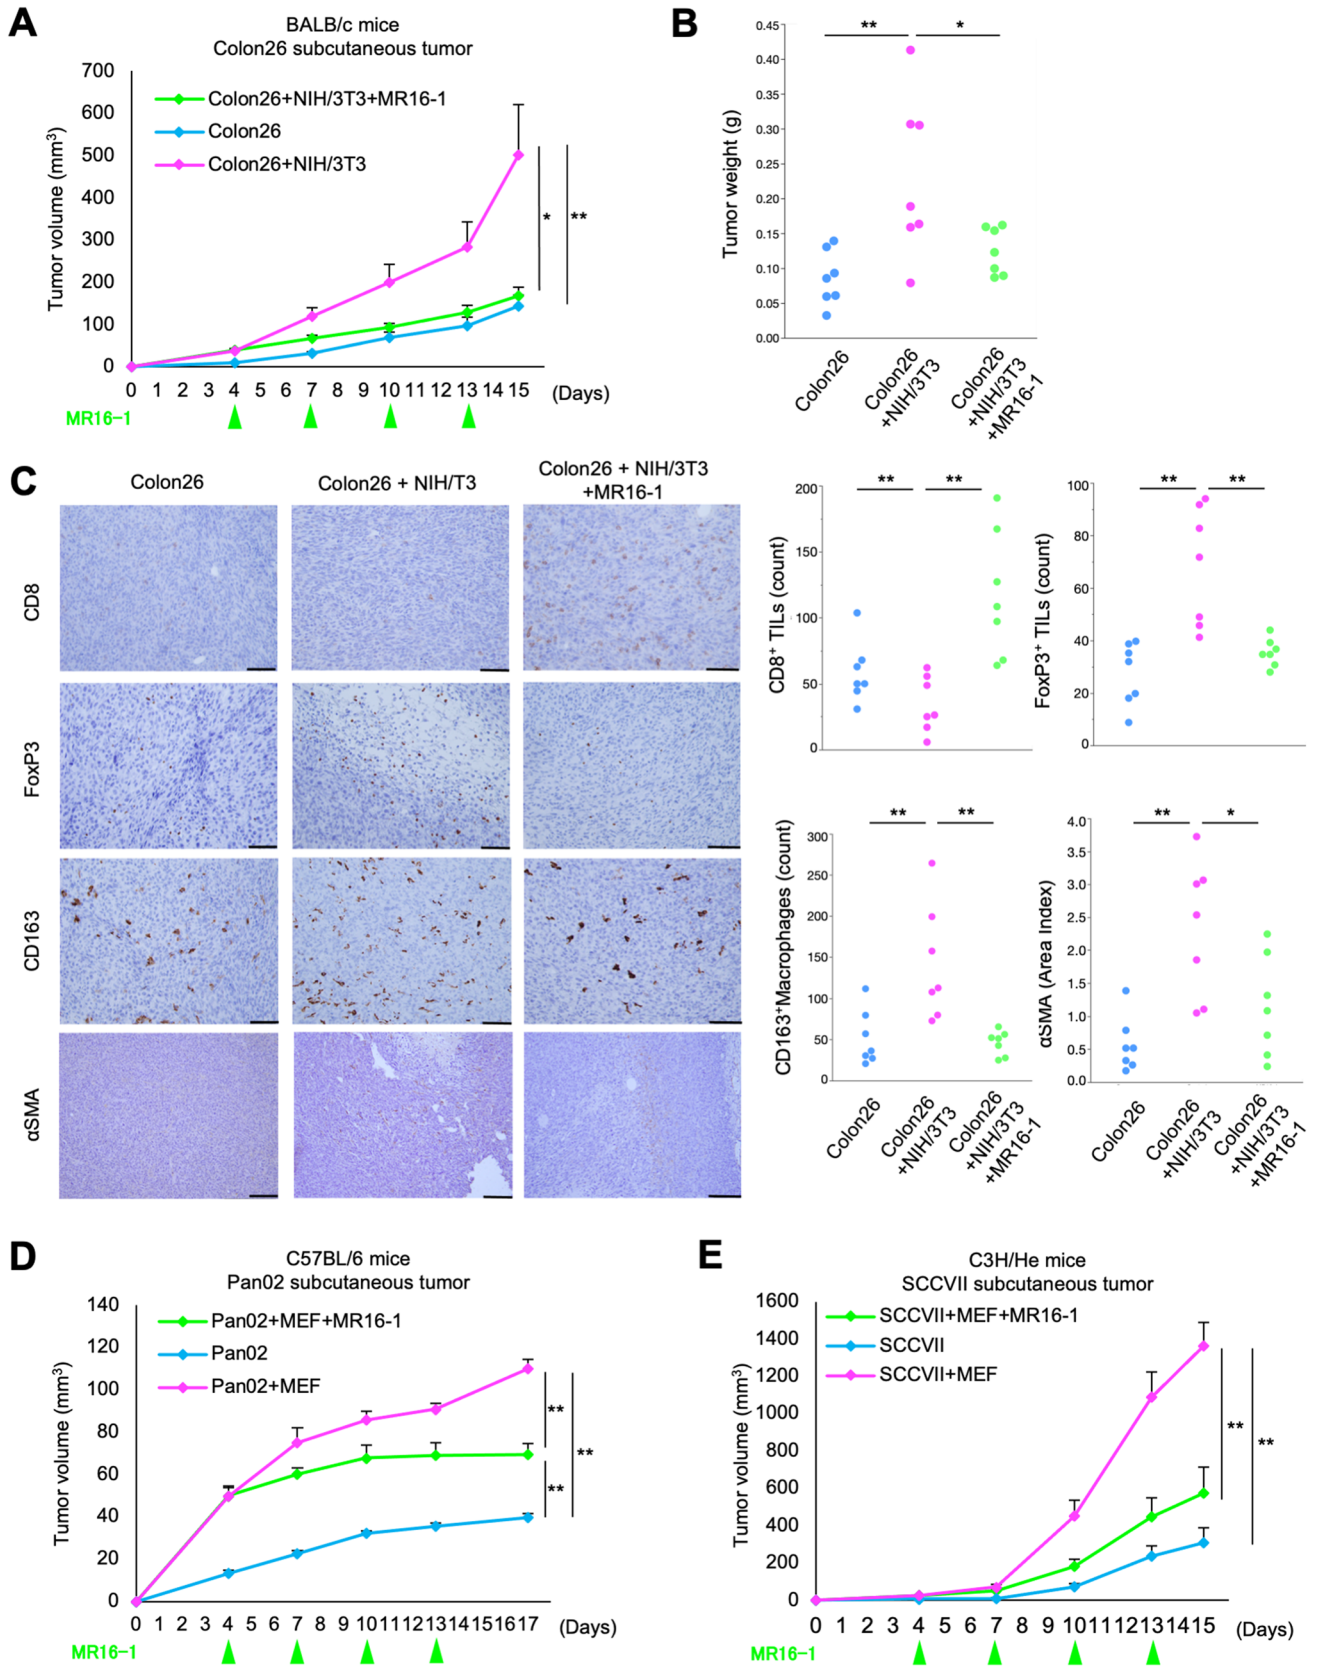 A
BALB/c mice
Colon26 subcutaneous tumor
700
600
500
400
300
200
100
0
Tumor volume (mm³)
Colon26+NIH/3T3+MR16-1
Colon26
Colon26+NIH/3T3
*
**
0 1 2 3 4 5 6 7 8 9 10 11 12 13 14 15 (Days)
MR16-1
B
0.45
0.40
0.35
0.30
0.25
0.20
0.15
0.10
0.05
0.00
Tumor weight (g)
** *
Colon26
Colon26
+NIH/3T3
Colon26
+NIH/3T3
+MR16-1
C
Colon26
Colon26 + NIH/T3
Colon26 + NIH/3T3
+MR16-1
CD8
FoxP3
CD163
αSMA
200
150
100
50
0
CD8⁺ TILs (count)
** **
100
80
60
40
20
0
FoxP3⁺ TILs (count)
** **
300
250
200
150
100
50
0
CD163⁺Macrophages (count)
** **
Colon26
Colon26
+NIH/3T3
Colon26
+NIH/3T3
+MR16-1
4.0
3.5
3.0
2.5
2.0
1.5
1.0
0.5
0.0
αSMA (Area Index)
** *
Colon26
Colon26
+NIH/3T3
Colon26
+NIH/3T3
+MR16-1
D
C57BL/6 mice
Pan02 subcutaneous tumor
140
120
100
80
60
40
20
0
Tumor volume (mm³)
Pan02+MEF+MR16-1
Pan02
Pan02+MEF
**
**
**
0 1 2 3 4 5 6 7 8 9 10 11 12 13 14 15 16 17 (Days)
MR16-1
E
C3H/He mice
SCCVII subcutaneous tumor
1600
1400
1200
1000
800
600
400
200
0
Tumor volume (mm³)
SCCVII+MEF+MR16-1
SCCVII
SCCVII+MEF
**
**
0 1 2 3 4 5 6 7 8 9 10 11 12 13 14 15 (Days)
MR16-1